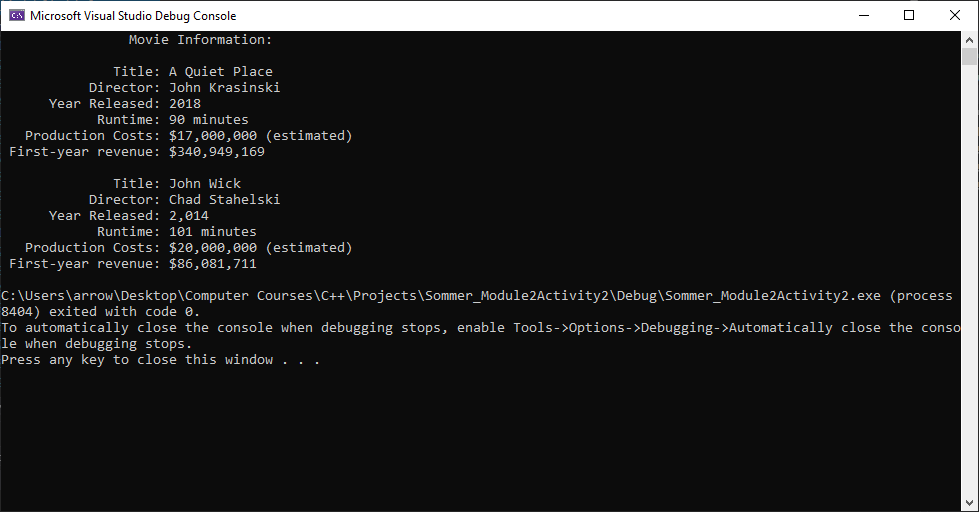 Microsoft Visual Studio Debug Console
Movie Information:
Title: A Quiet Place
Director: John Krasinski
Year Released: 2018
Runtime: 90 minutes
Production Costs: $17,000,000 (estimated)
First-year revenue: $340,949,169
Title: John Wick
Director: Chad Stahelski
Year Released: 2,014
Runtime: 101 minutes
Production Costs: $20,000,000 (estimated)
First-year revenue: $86,081,711
C:\Users\arrow\Desktop\Computer Courses\C++\Projects\Sommer_Module2Activity2\Debug\Sommer_Module2Activity2.exe (process
8404) exited with code 0.
To automatically close the console when debugging stops, enable Tools->Options->Debugging->Automatically close the conso
le when debugging stops.
Press any key to close this window . . .